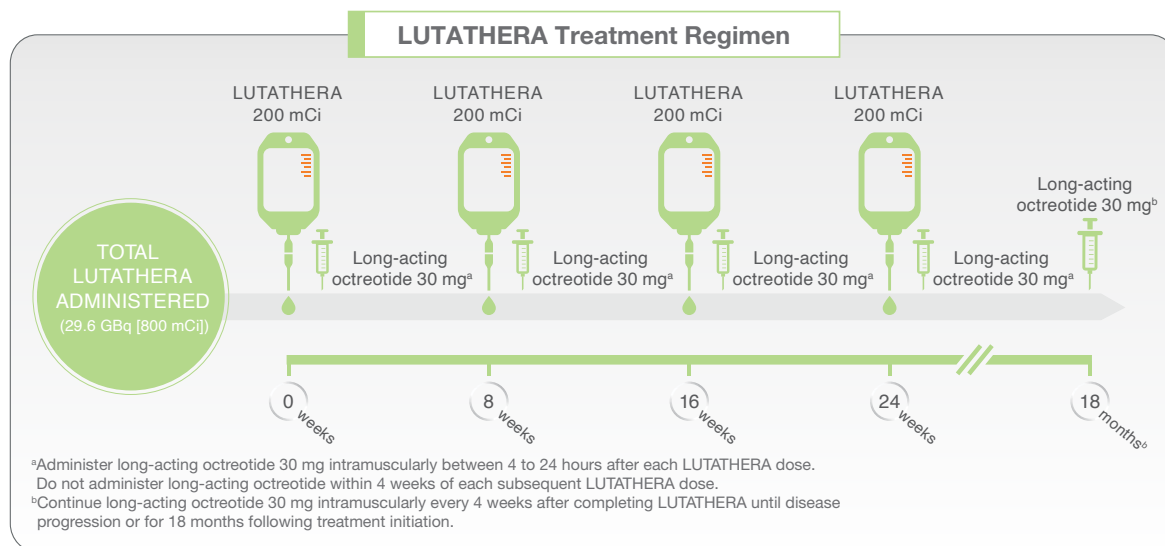 LUTATHERA Treatment Regimen
LUTATHERA
200 mCi
LUTATHERA
200 mCi
LUTATHERA
200 mCi
LUTATHERA
200 mCi
Long-acting
octreotide 30 mgᵇ
TOTAL
LUTATHERA
ADMINISTERED
(29.6 GBq [800 mCi])
Long-acting
octreotide 30 mgᵃ
Long-acting
octreotide 30 mgᵃ
Long-acting
octreotide 30 mgᵃ
Long-acting
octreotide 30 mgᵃ
0 weeks
8 weeks
16 weeks
24 weeks
18 monthsᵇ
ᵃAdminister long-acting octreotide 30 mg intramuscularly between 4 to 24 hours after each LUTATHERA dose.
Do not administer long-acting octreotide within 4 weeks of each subsequent LUTATHERA dose.
ᵇContinue long-acting octreotide 30 mg intramuscularly every 4 weeks after completing LUTATHERA until disease
progression or for 18 months following treatment initiation.